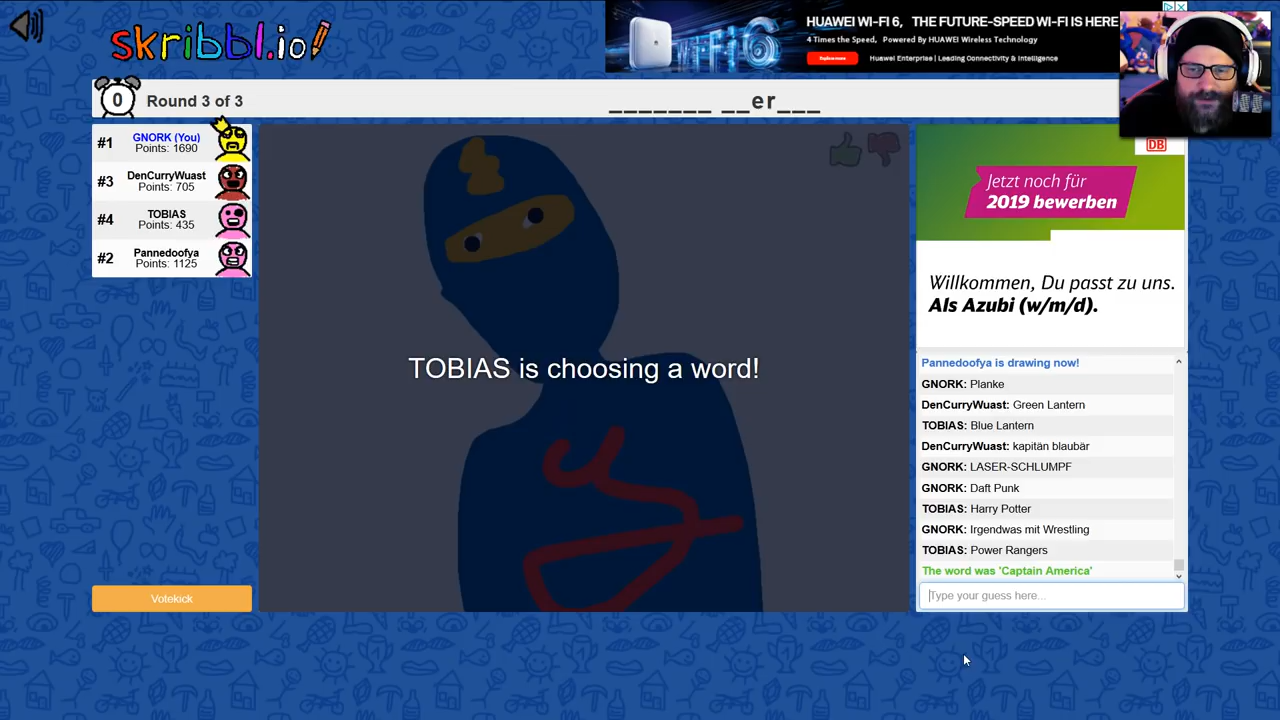 skribbl.io
HUAWEI WI-FI 6, THE FUTURE-SPEED WI-FI IS HERE
4 Times the Speed, Powered By HUAWEI Wireless Technology
Explore more
Huawei Enterprise | Leading Connectivity & Intelligence
0
Round 3 of 3
_______ __er___
#1
GNORK (You)
Points: 1690
#3
DenCurryWuast
Points: 705
#4
TOBIAS
Points: 435
#2
Pannedoofya
Points: 1125
Votekick
TOBIAS is choosing a word!
DB
Jetzt noch für
2019 bewerben
Willkommen, Du passt zu uns.
Als Azubi (w/m/d).
Pannedoofya is drawing now!
GNORK: Planke
DenCurryWuast: Green Lantern
TOBIAS: Blue Lantern
DenCurryWuast: kapitän blaubär
GNORK: LASER-SCHLUMPF
GNORK: Daft Punk
TOBIAS: Harry Potter
GNORK: Irgendwas mit Wrestling
TOBIAS: Power Rangers
The word was 'Captain America'
Type your guess here...